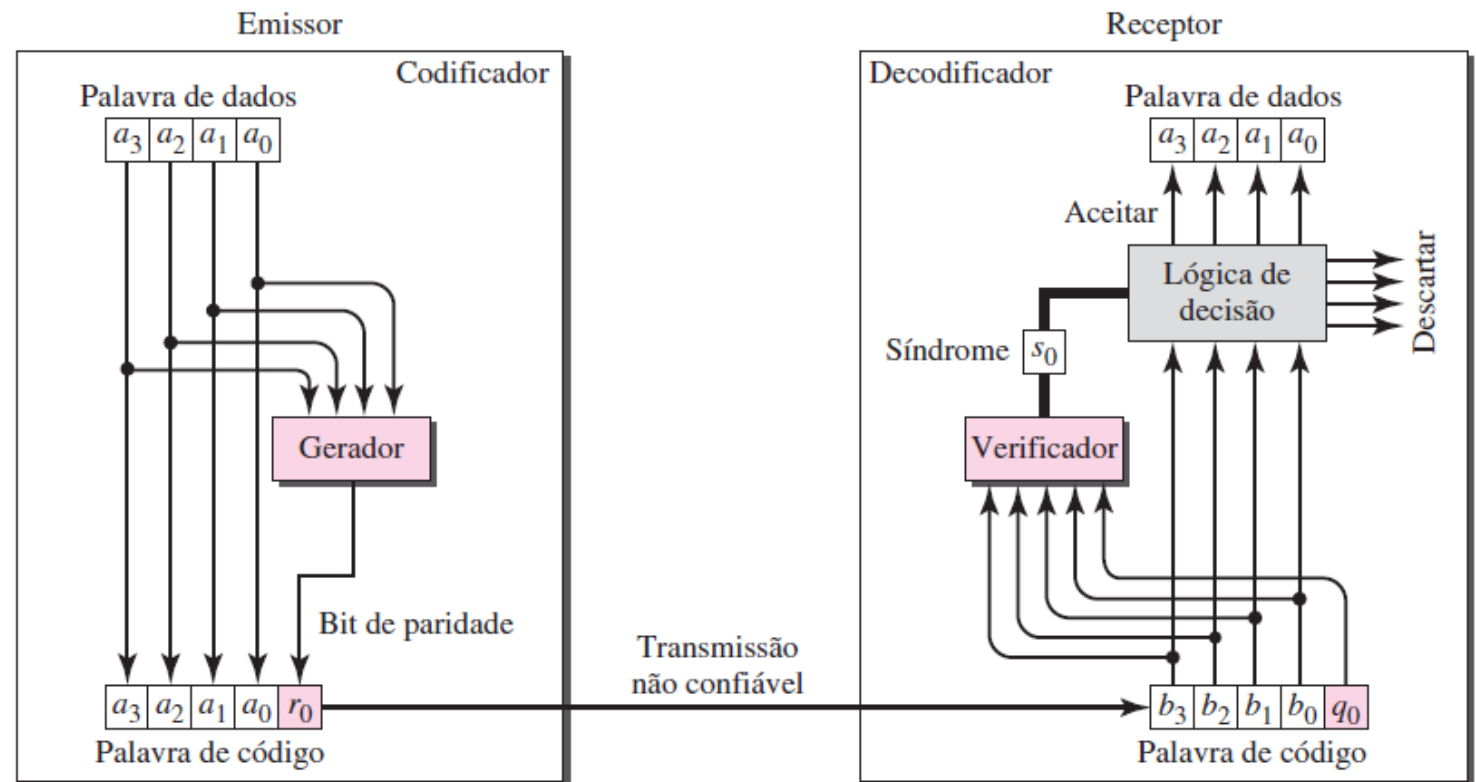 Emissor
Codificador
Palavra de dados
a3 a2 a1 a0
Gerador
Bit de paridade
a3 a2 a1 a0 r0
Palavra de código
Transmissão
não confiável
Receptor
Decodificador
Palavra de dados
a3 a2 a1 a0
Aceitar
Lógica de
decisão
Descartar
Síndrome s0
Verificador
b3 b2 b1 b0 q0
Palavra de código